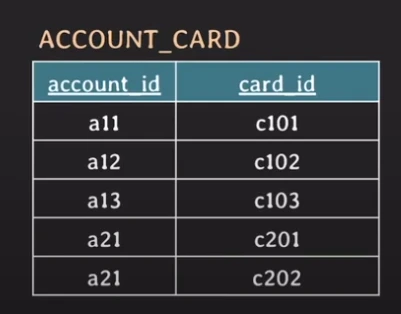 ACCOUNT_CARD
account_id card_id
a11 c101
a12 c102
a13 c103
a21 c201
a21 c202